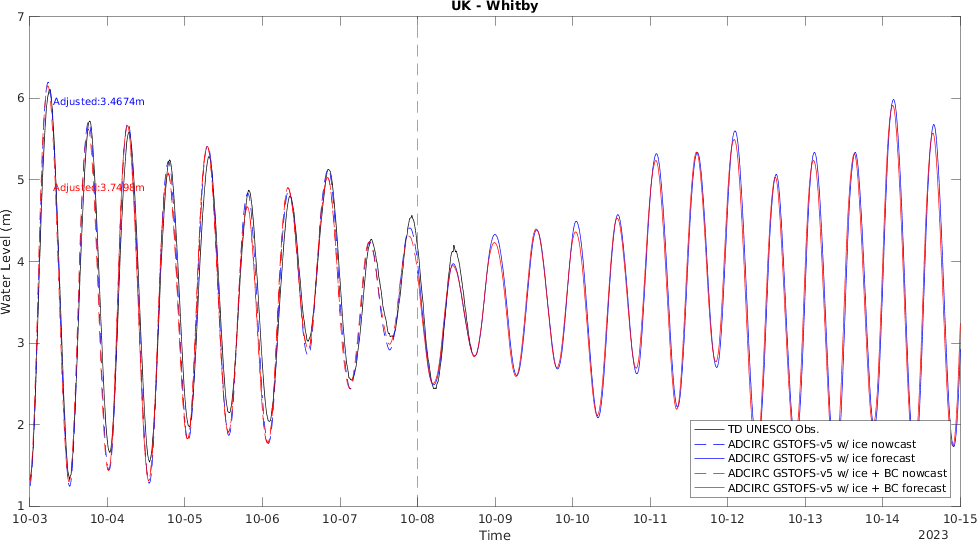 UK - Whitby
7
6
5
4
3
2
1
Water Level (m)
Adjusted:3.4674m
Adjusted:3.7498m
TD UNESCO Obs.
ADCIRC GSTOFS-v5 w/ ice nowcast
ADCIRC GSTOFS-v5 w/ ice forecast
ADCIRC GSTOFS-v5 w/ ice + BC nowcast
ADCIRC GSTOFS-v5 w/ ice + BC forecast
10-03 10-04 10-05 10-06 10-07 10-08 10-09 10-10 10-11 10-12 10-13 10-14 10-15
Time
2023